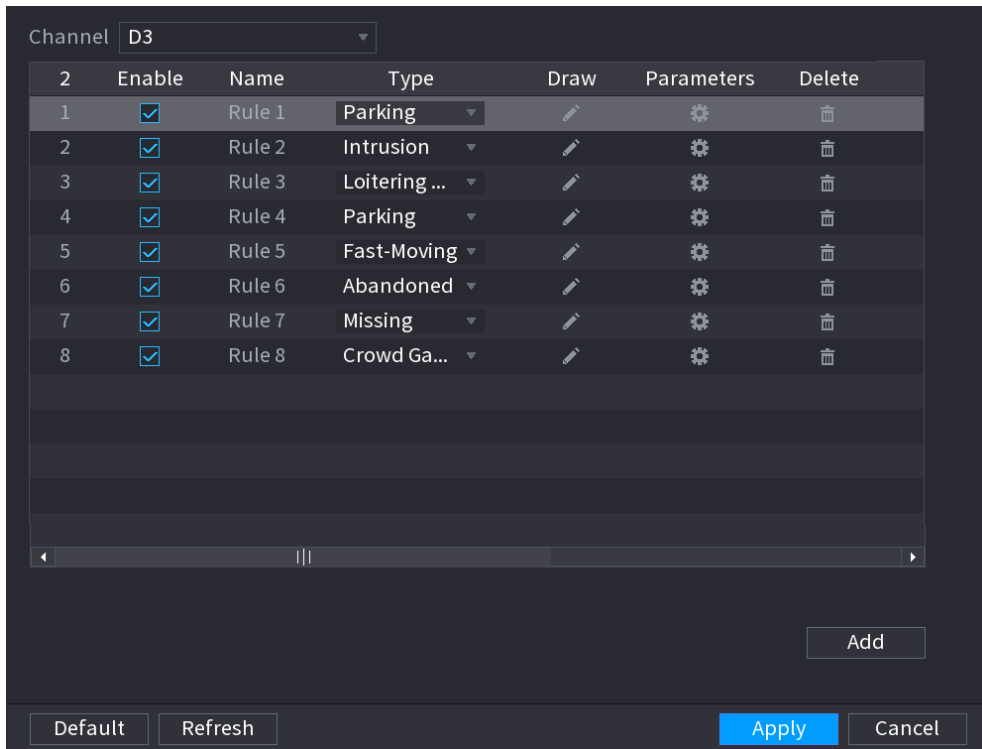 Channel D3
2 Enable Name Type Draw Parameters Delete
1 Rule 1 Parking
2 Rule 2 Intrusion
3 Rule 3 Loitering ...
4 Rule 4 Parking
5 Rule 5 Fast-Moving
6 Rule 6 Abandoned
7 Rule 7 Missing
8 Rule 8 Crowd Ga...
Add
Default Refresh Apply Cancel